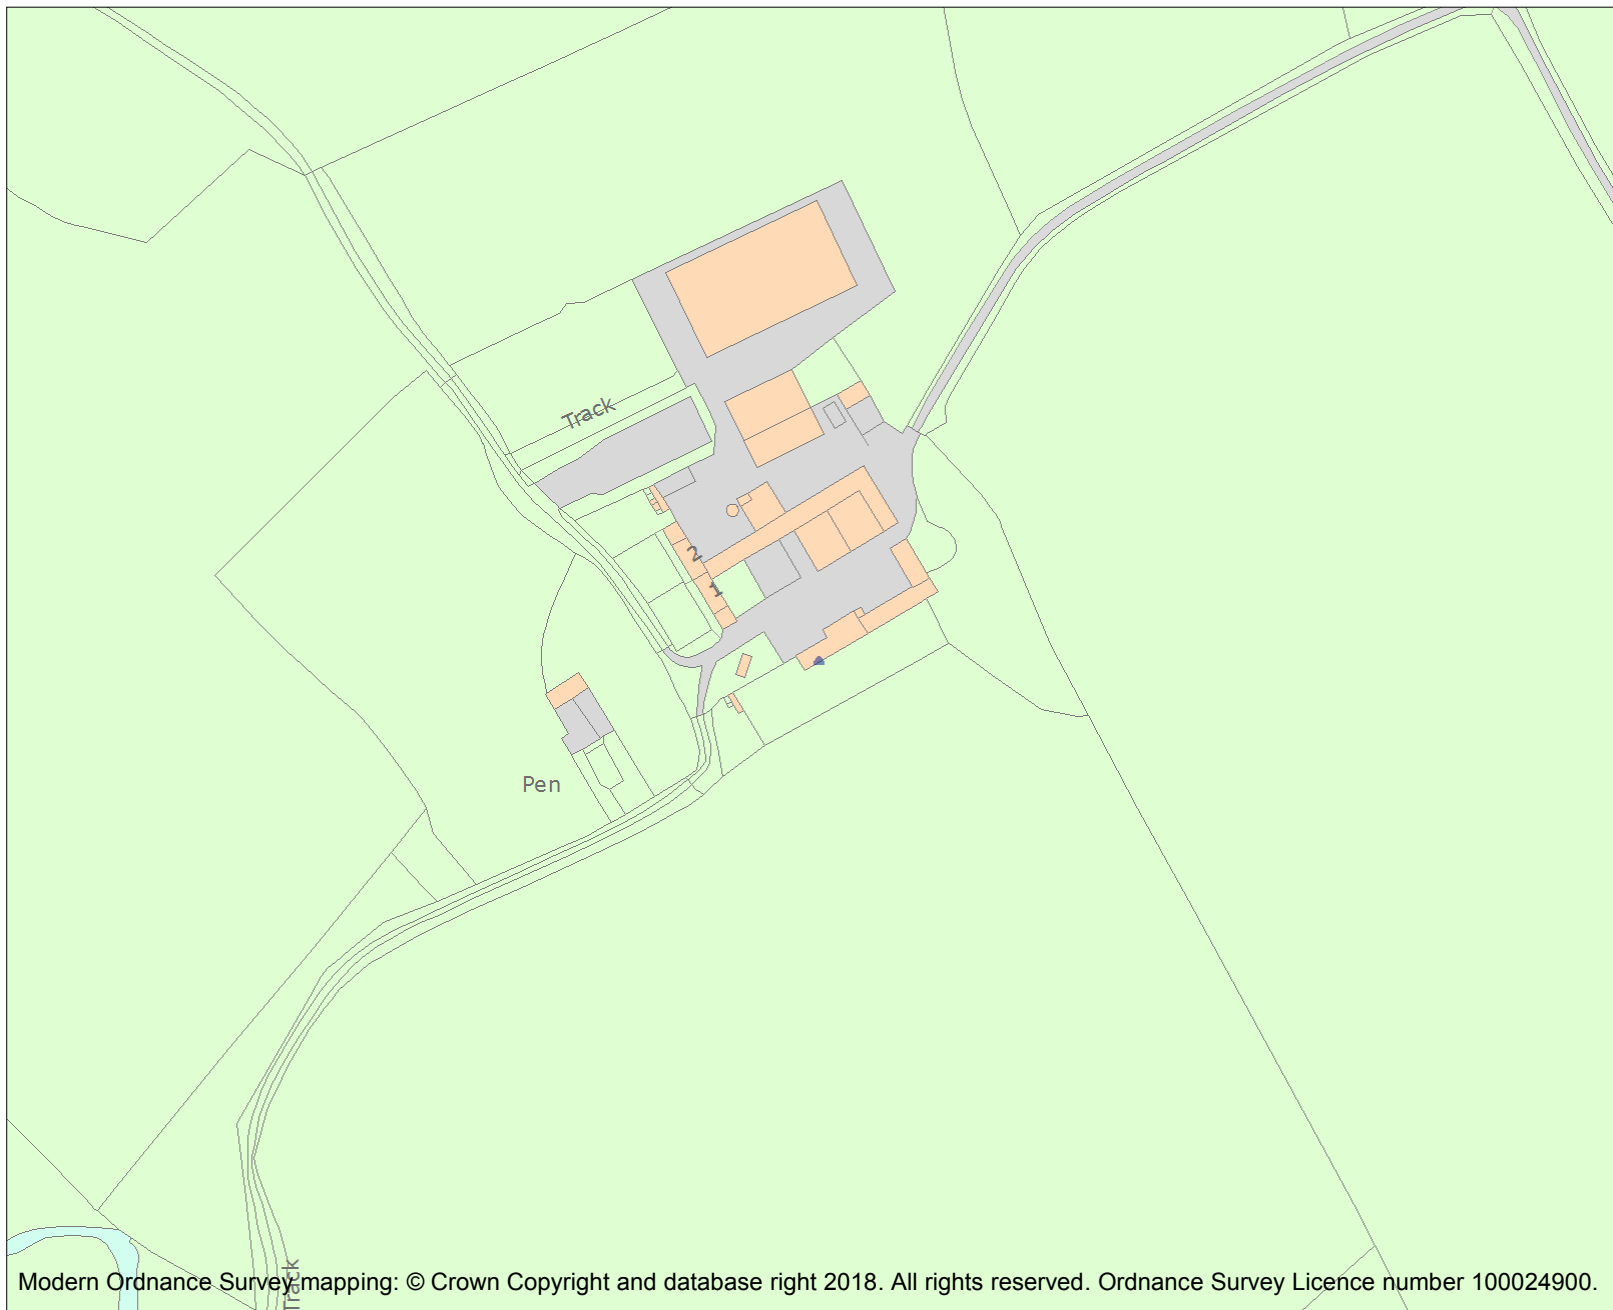 Track
2
1
Pen
Track
Modern Ordnance Survey mapping: © Crown Copyright and database right 2018. All rights reserved. Ordnance Survey Licence number 100024900.